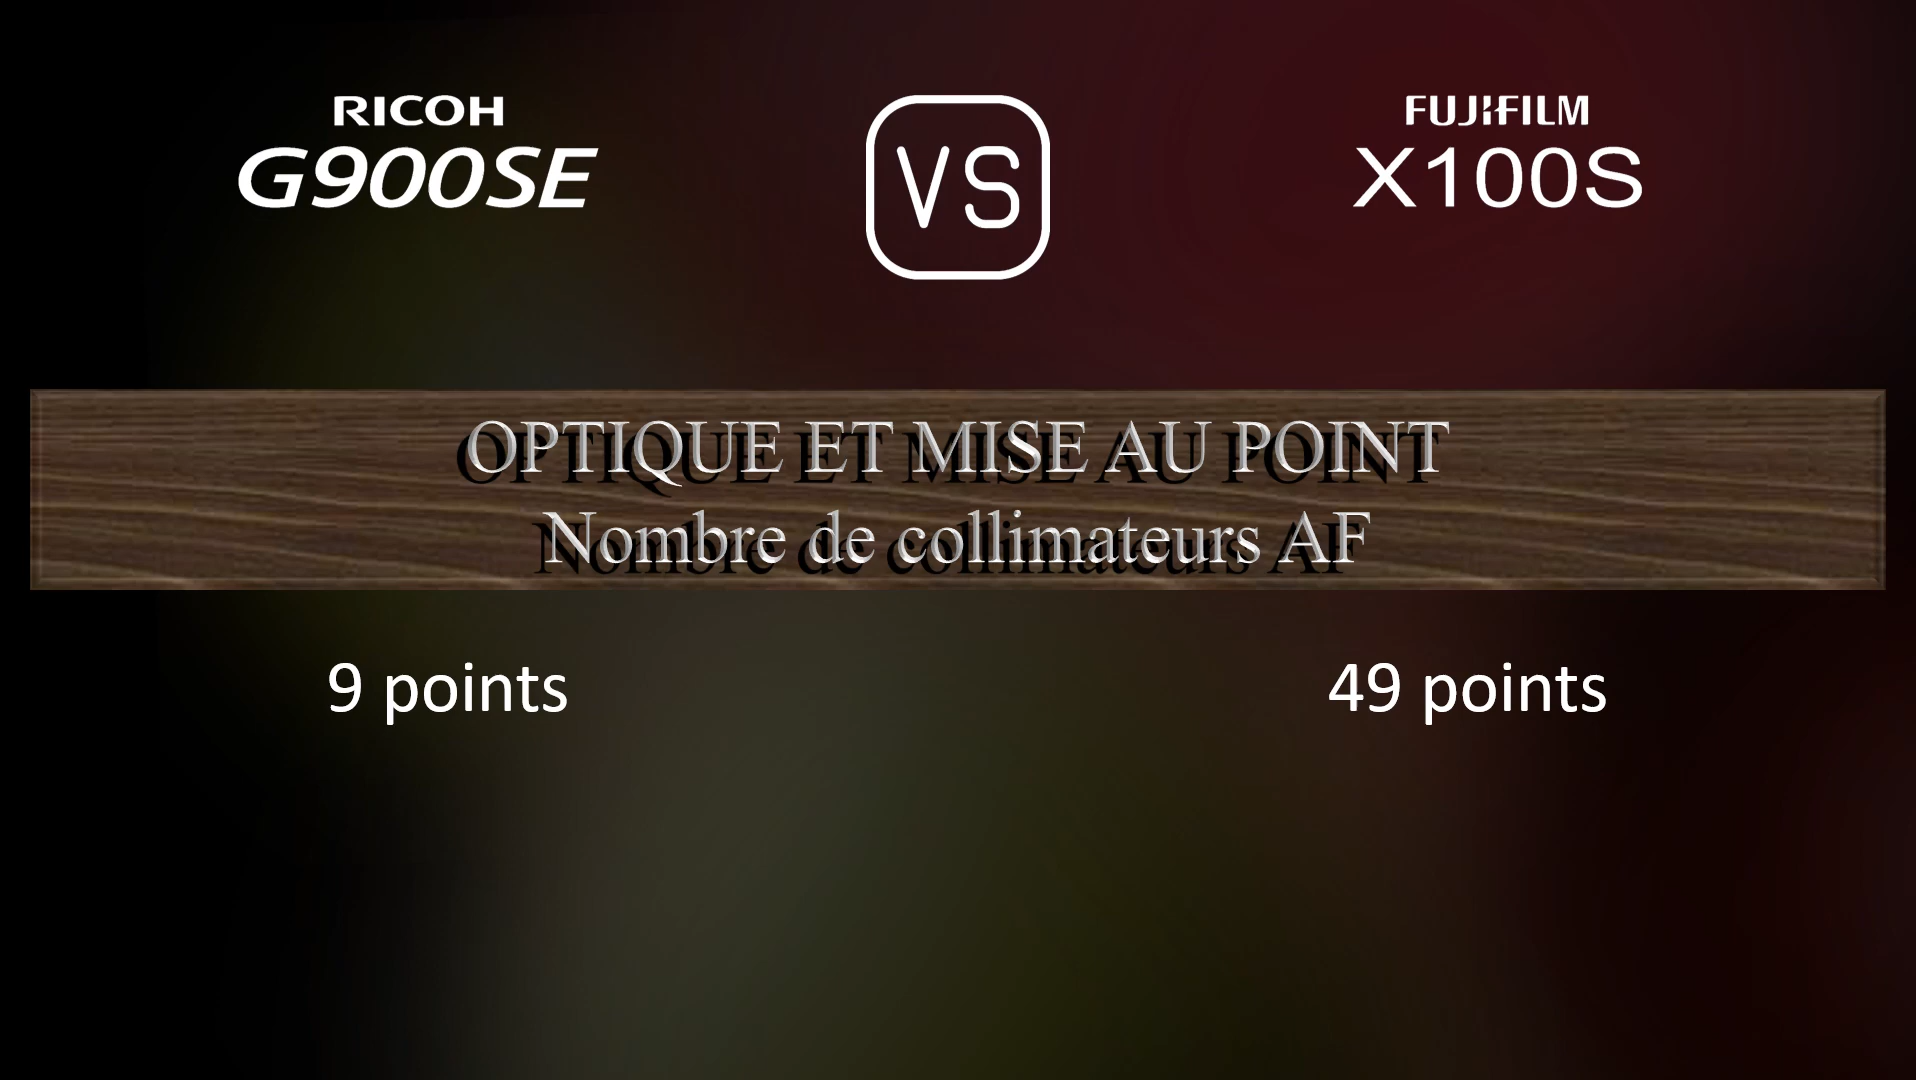 RICOH
G900SE
VS
FUJIFILM
X100S
OPTIQUE ET MISE AU POINT
Nombre de collimateurs AF
9 points
49 points